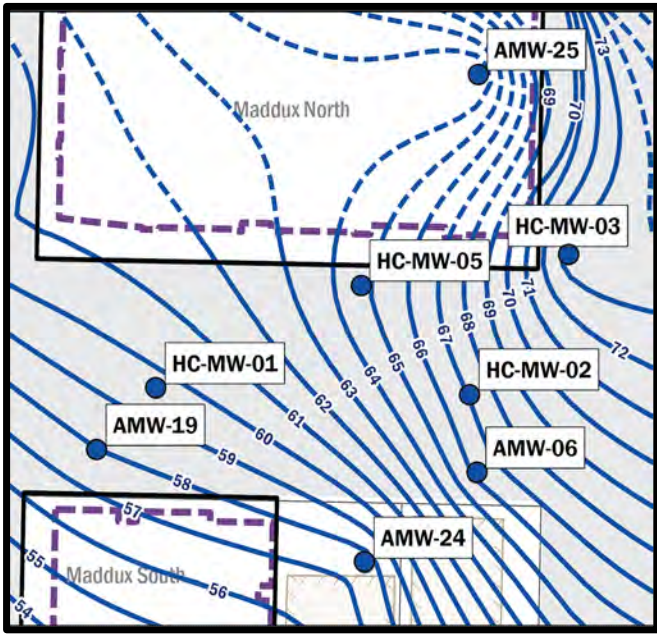 73
AMW-25
69
70
Maddux North
HC-MW-03
HC-MW-05
71
70
69
68
67
66
65
72
HC-MW-01
64
63
HC-MW-02
62
61
60
AMW-19
59
AMW-06
58
57
AMW-24
55
Maddux South
56
54